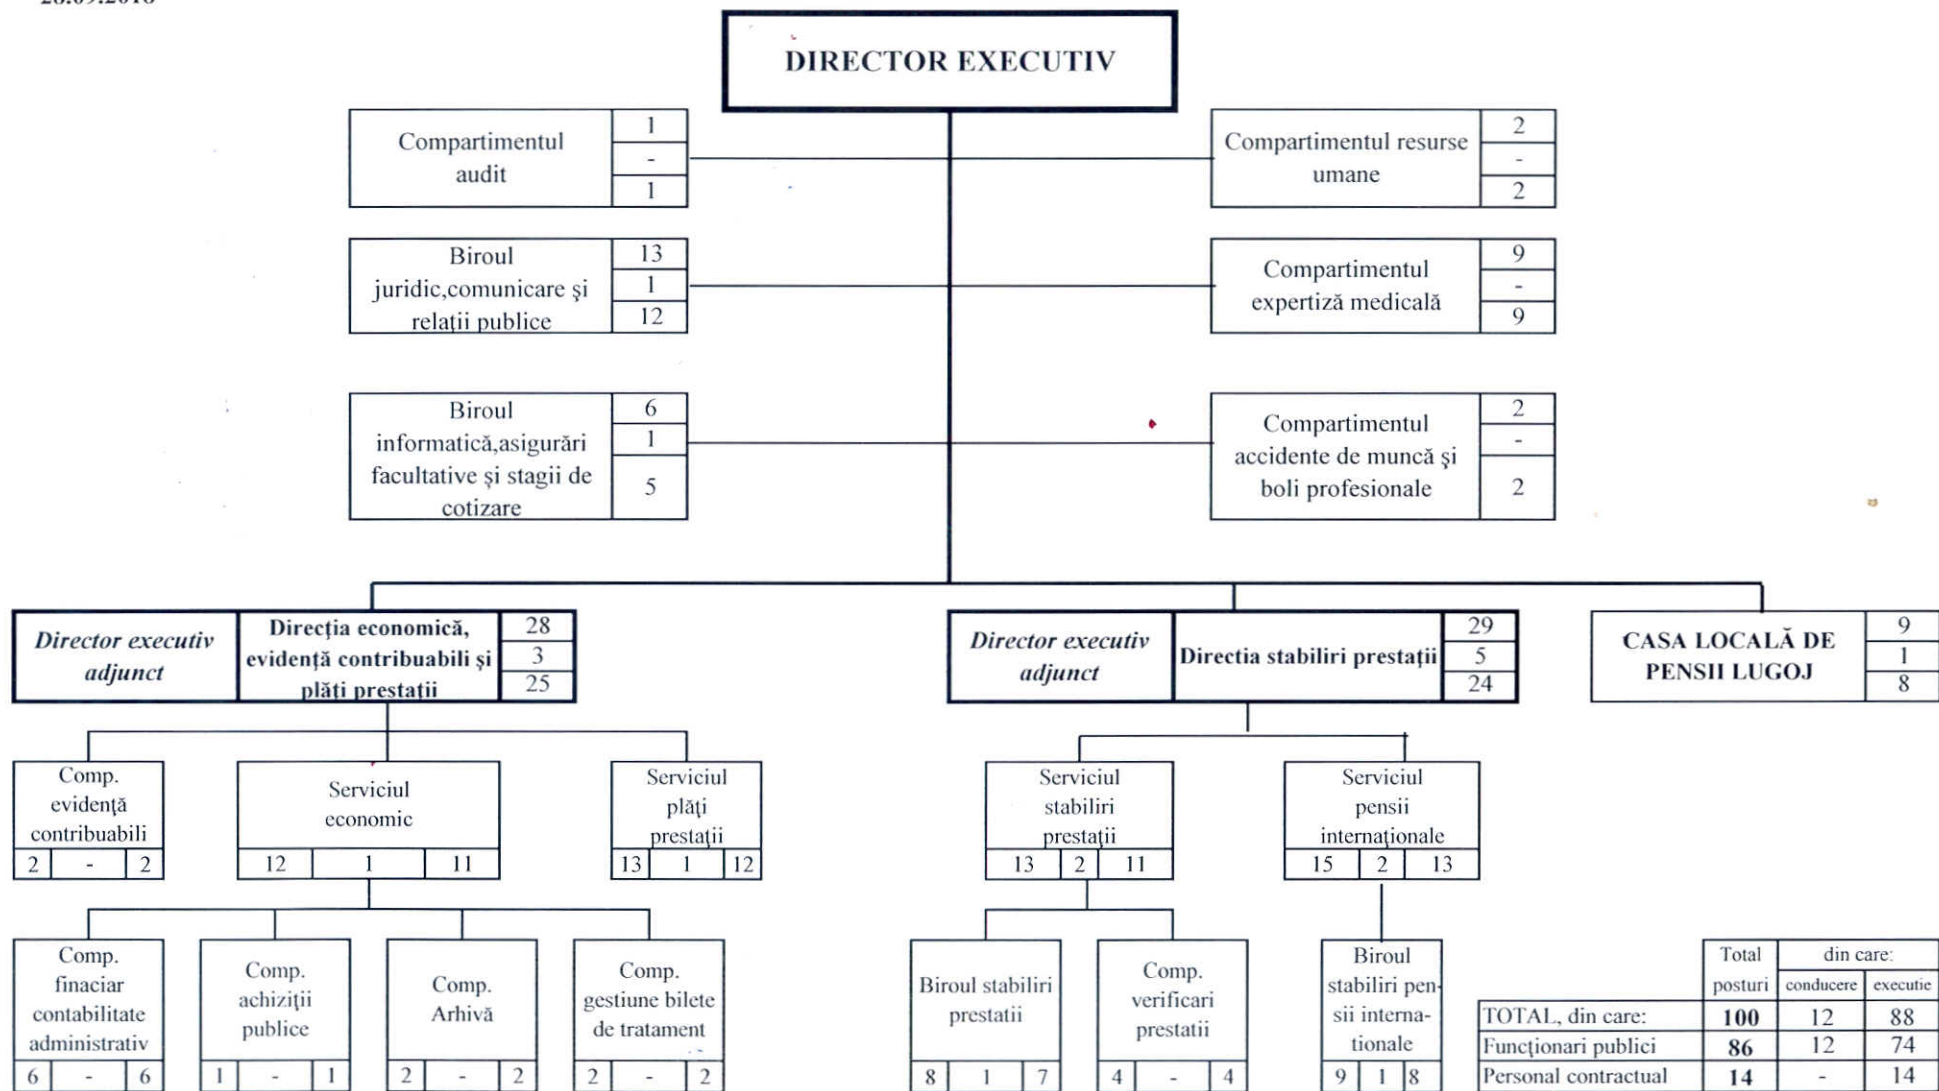 DIRECTOR EXECUTIV
Compartimentul
audit
1
-
1
Compartimentul resurse
umane
2
-
2
Biroul
juridic,comunicare şi
relaţii publice
13
1
12
Compartimentul
expertiză medicală
9
-
9
Biroul
informatică,asigurări
facultative şi stagii de
cotizare
6
1
5
Compartimentul
accidente de muncă şi
boli profesionale
2
-
2
Director executiv
adjunct
Direcţia economică,
evidenţă contribuabili şi
plăţi prestaţii
28
3
25
Director executiv
adjunct
Directia stabiliri prestaţii
29
5
24
CASA LOCALĂ DE
PENSII LUGOJ
9
1
8
Comp.
evidenţă
contribuabili
2 - 2
Serviciul
economic
12 1 11
Serviciul
plăţi
prestaţii
13 1 12
Serviciul
stabiliri
prestaţii
13 2 11
Serviciul
pensii
internaţionale
15 2 13
Comp.
finaciar
contabilitate
administrativ
6 - 6
Comp.
achiziţii
publice
1 - 1
Comp.
Arhivă
2 - 2
Comp.
gestiune bilete
de tratament
2 - 2
Biroul stabiliri
prestatii
8 1 7
Comp.
verificari
prestatii
4 - 4
Biroul
stabiliri pen-
sii interna-
tionale
9 1 8
Total
posturi
din care:
conducere executie
TOTAL, din care: 100 12 88
Funcţionari publici 86 12 74
Personal contractual 14 - 14